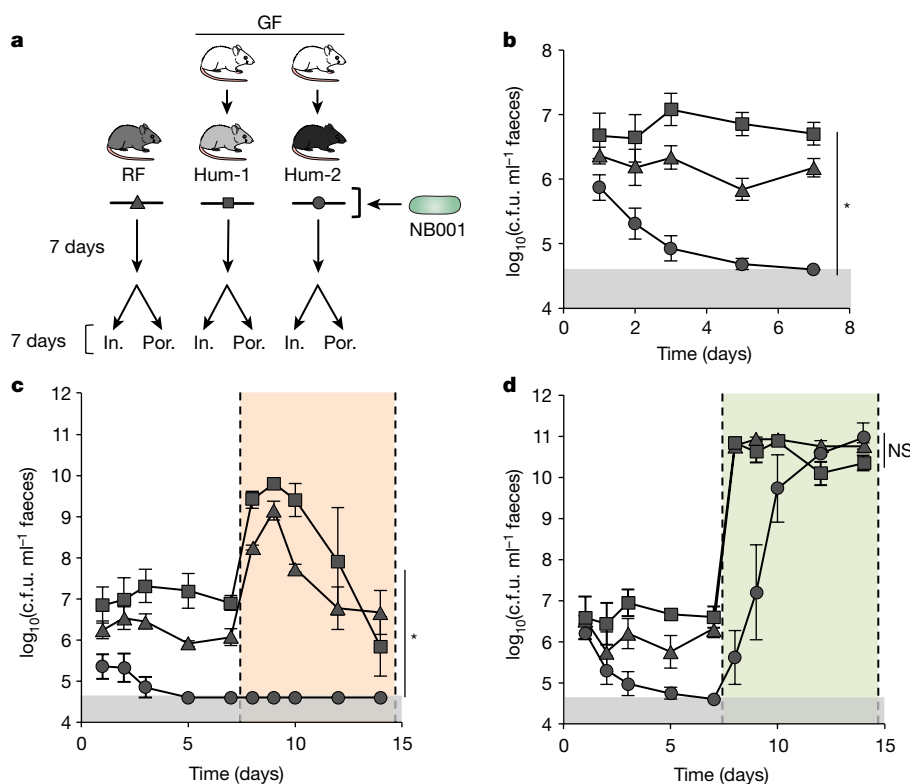 a
GF
RF
Hum-1
Hum-2
NB001
7 days
7 days
In.
Por.
In.
Por.
In.
Por.
b
log10(c.f.u. ml−1 faeces)
8
7
6
5
4
0
2
4
6
8
Time (days)
*
c
log10(c.f.u. ml−1 faeces)
12
11
10
9
8
7
6
5
4
0
5
10
15
Time (days)
*
d
log10(c.f.u. ml−1 faeces)
12
11
10
9
8
7
6
5
4
0
5
10
15
Time (days)
NS